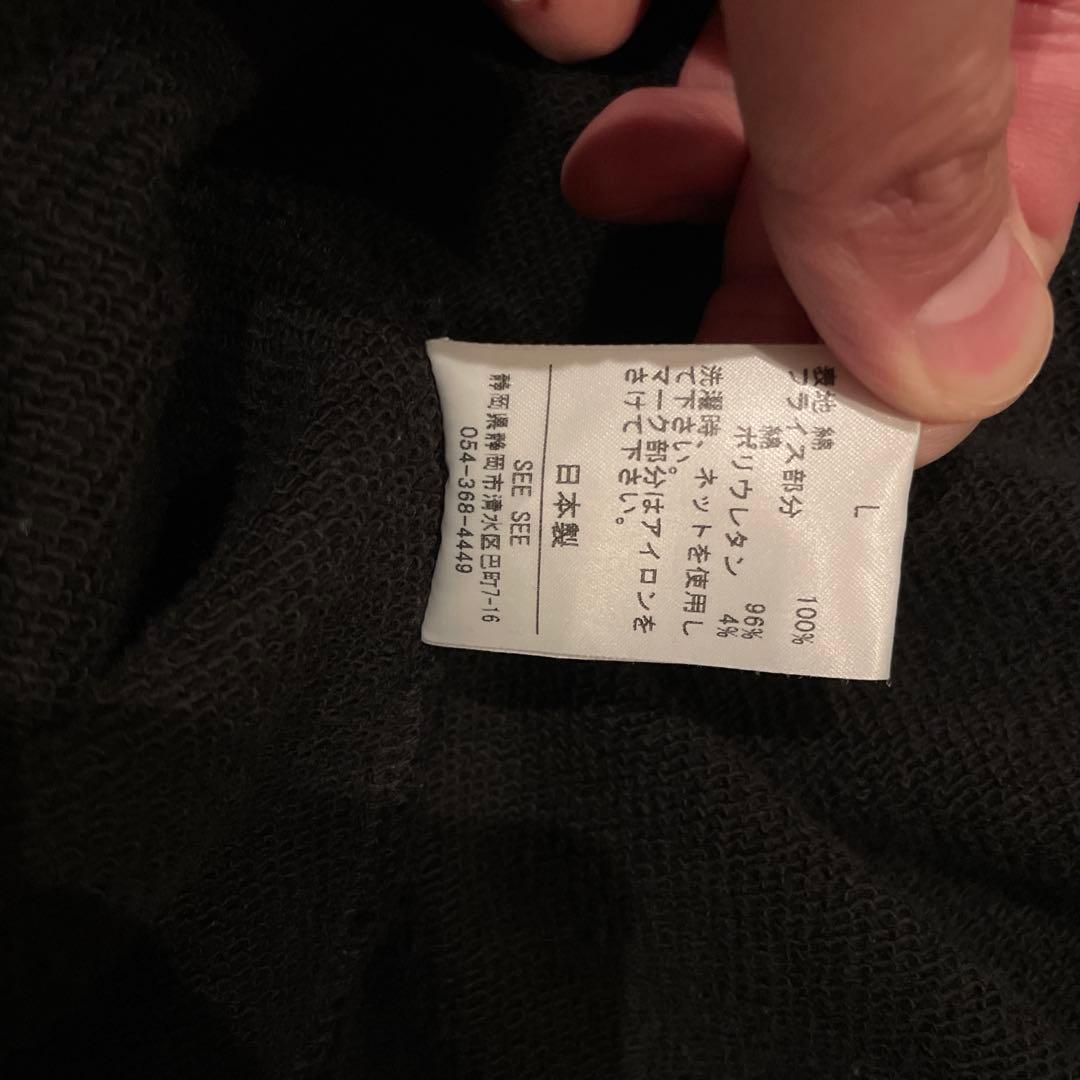 L
表地 綿 100%
フライス部分
綿 96%
ポリウレタン 4%
洗濯時、ネットを使用し
て下さい。
マーク部分はアイロンを
さけて下さい。
日本製
SEE SEE
静岡県静岡市清水区巴町7-16
054-368-4449